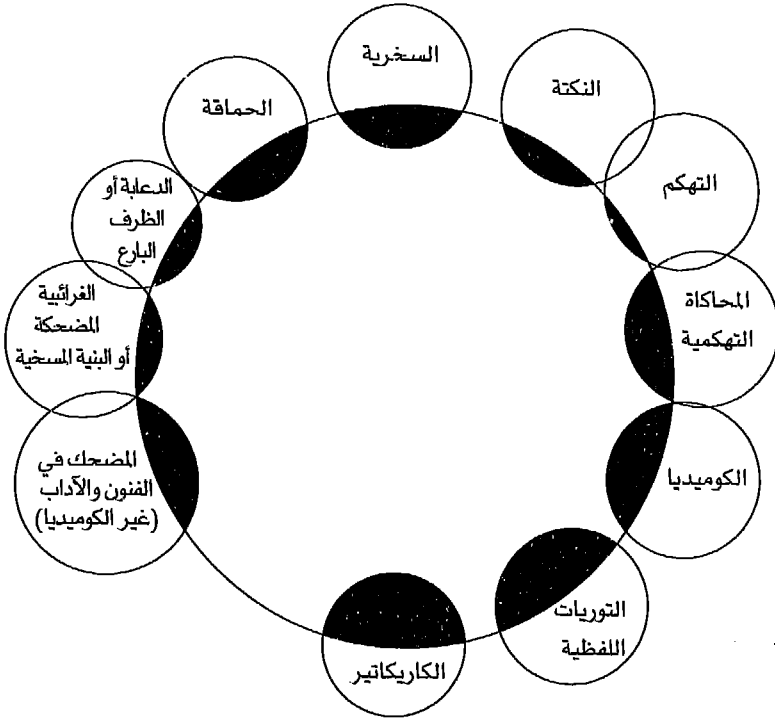 السخرية
النكتة
التهكم
المحاكاة
التهكمية
الكوميديا
التوريات
اللفظية
الكاريكاتير
المضحك في
الفنون والآداب
(غير الكوميديا)
الغرائبية
المضحكة
أو البنية المسخية
الدعابة أو
الظرف
البارع
الحماقة